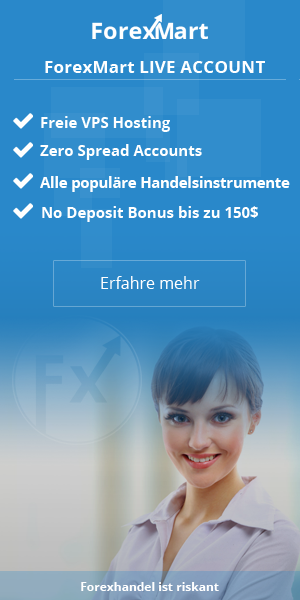 ForexMart
ForexMart LIVE ACCOUNT
Freie VPS Hosting
Zero Spread Accounts
Alle populäre Handelsinstrumente
No Deposit Bonus bis zu 150$
Erfahre mehr
Fx
Forexhandel ist riskant